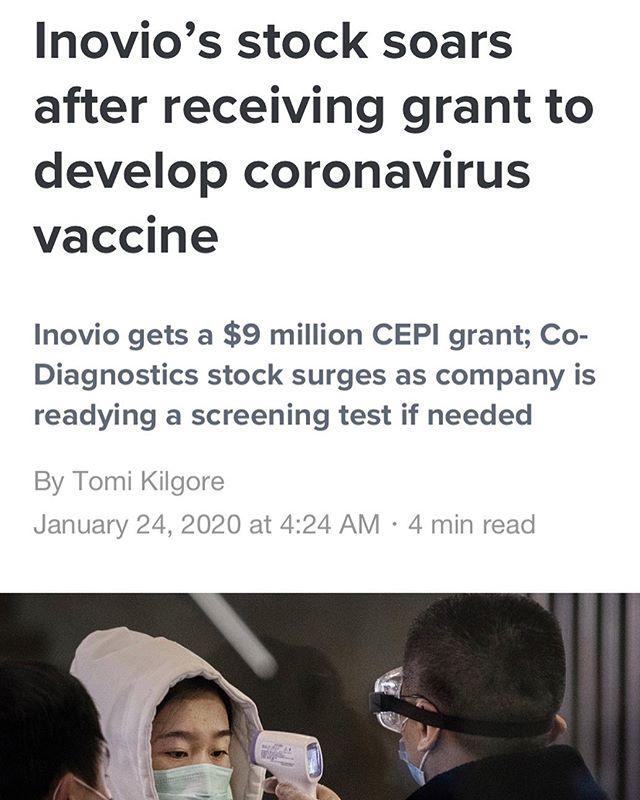 Inovio’s stock soars
after receiving grant to
develop coronavirus
vaccine
Inovio gets a $9 million CEPI grant; Co-
Diagnostics stock surges as company is
readying a screening test if needed
By Tomi Kilgore
January 24, 2020 at 4:24 AM · 4 min read